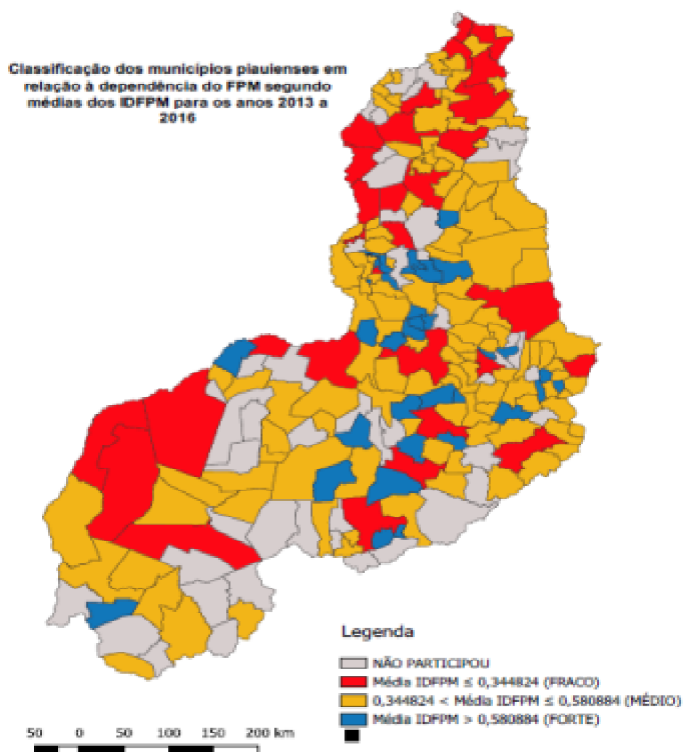 Classificação dos municípios piauienses em
relação à dependência do FPM segundo
médias dos IDFPM para os anos 2013 a
2016
Legenda
NÃO PARTICIPOU
Média IDFPM ≤ 0,344824 (FRACO)
0,344824 < Média IDFPM ≤ 0,580884 (MÉDIO)
Média IDFPM > 0,580884 (FORTE)
50 0 50 100 150 200 km